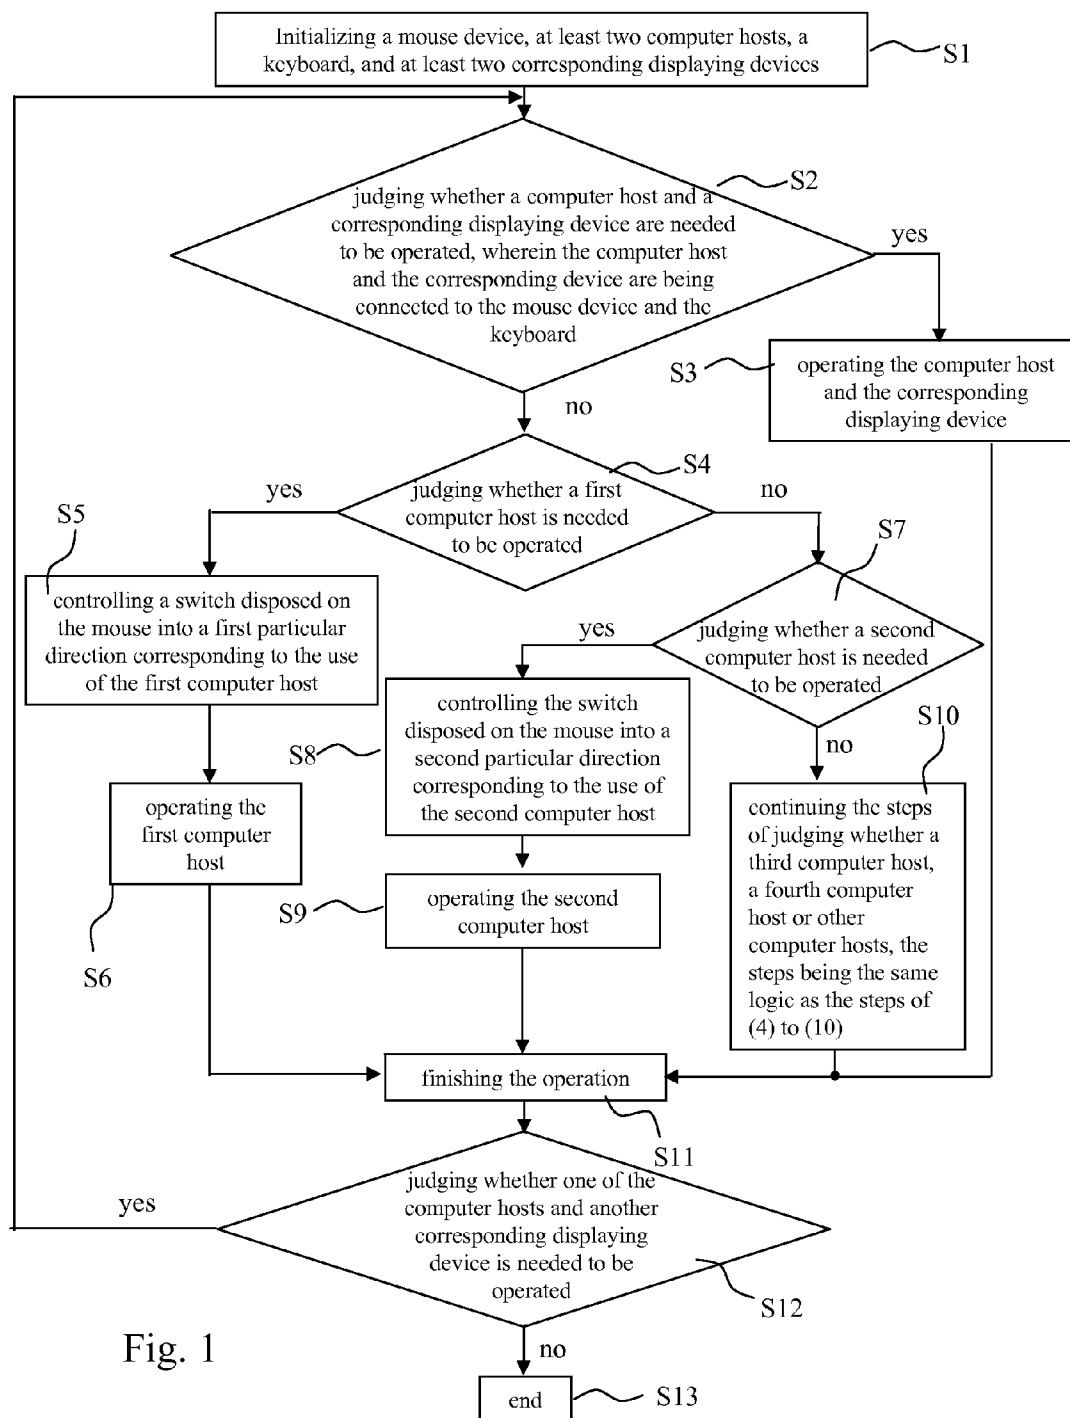 Initializing a mouse device, at least two computer hosts, a
keyboard, and at least two corresponding displaying devices
S1
judging whether a computer host and a
corresponding displaying device are needed
to be operated, wherein the computer host
and the corresponding device are being
connected to the mouse device and the
keyboard
S2
yes
S3
operating the computer host
and the corresponding
displaying device
no
S4
judging whether a first
computer host is needed
to be operated
yes
no
S5
controlling a switch disposed on
the mouse into a first particular
direction corresponding to the use
of the first computer host
S7
judging whether a second
computer host is needed
to be operated
yes
no
S8
controlling the switch
disposed on the mouse into a
second particular direction
corresponding to the use of
the second computer host
S10
continuing the steps
of judging whether a
third computer host,
a fourth computer
host or other
computer hosts, the
steps being the same
logic as the steps of
(4) to (10)
operating the
first computer
host
S6
S9
operating the second
computer host
finishing the operation
S11
judging whether one of the
computer hosts and another
corresponding displaying
device is needed to be
operated
yes
S12
no
end
S13
Fig. 1